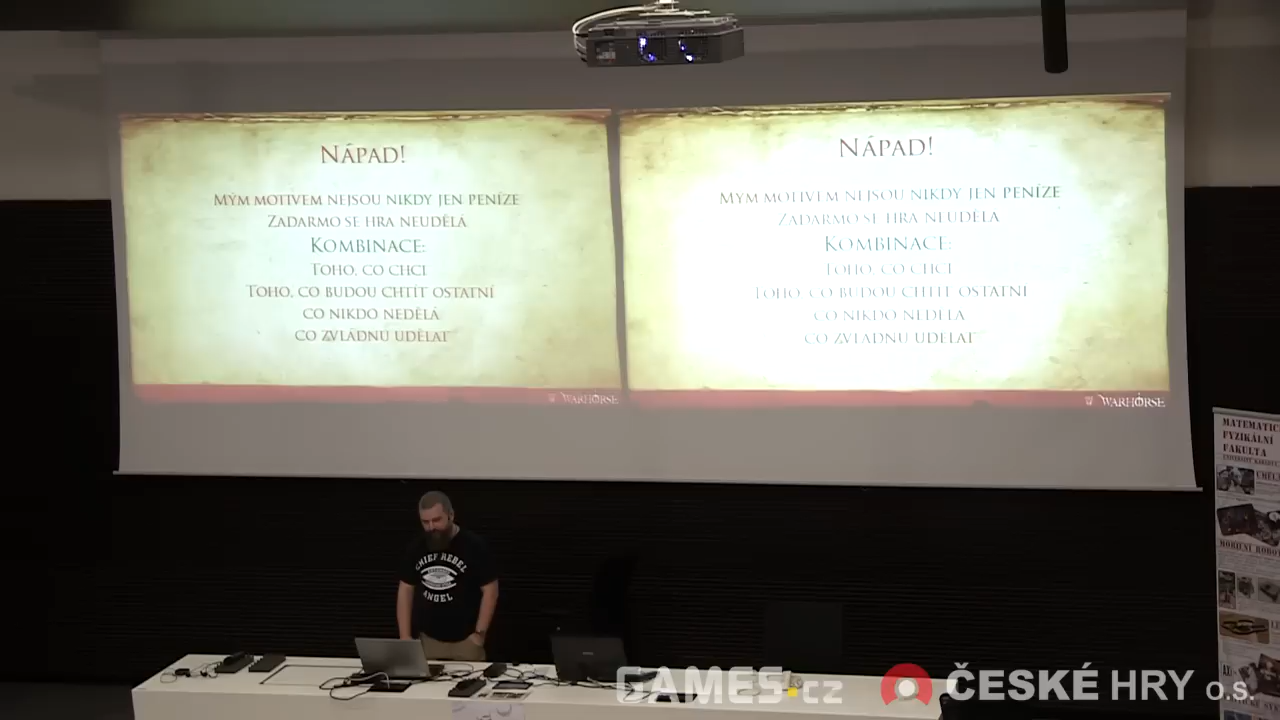 NÁPAD!
MÝM MOTIVEM NEJSOU NIKDY JEN PENÍZE
ZADARMO SE HRA NEUDĚLÁ
KOMBINACE:
TOHO, CO CHCI
TOHO, CO BUDOU CHTÍT OSTATNÍ
CO NIKDO NEDĚLÁ
CO ZVLÁDNU UDĚLAT
WARHORSE
NÁPAD!
MÝM MOTIVEM NEJSOU NIKDY JEN PENÍZE
ZADARMO SE HRA NEUDĚLÁ
KOMBINACE:
TOHO, CO CHCI
TOHO, CO BUDOU CHTÍT OSTATNÍ
CO NIKDO NEDĚLÁ
CO ZVLÁDNU UDĚLAT
WARHORSE
MATEMATIC
FYZIKÁLNÍ
FAKULTA
MOBILNÍ ROBO
CHIEF REBEL
ANGEL
GAMES.cz
ČESKÉ HRY o.s.